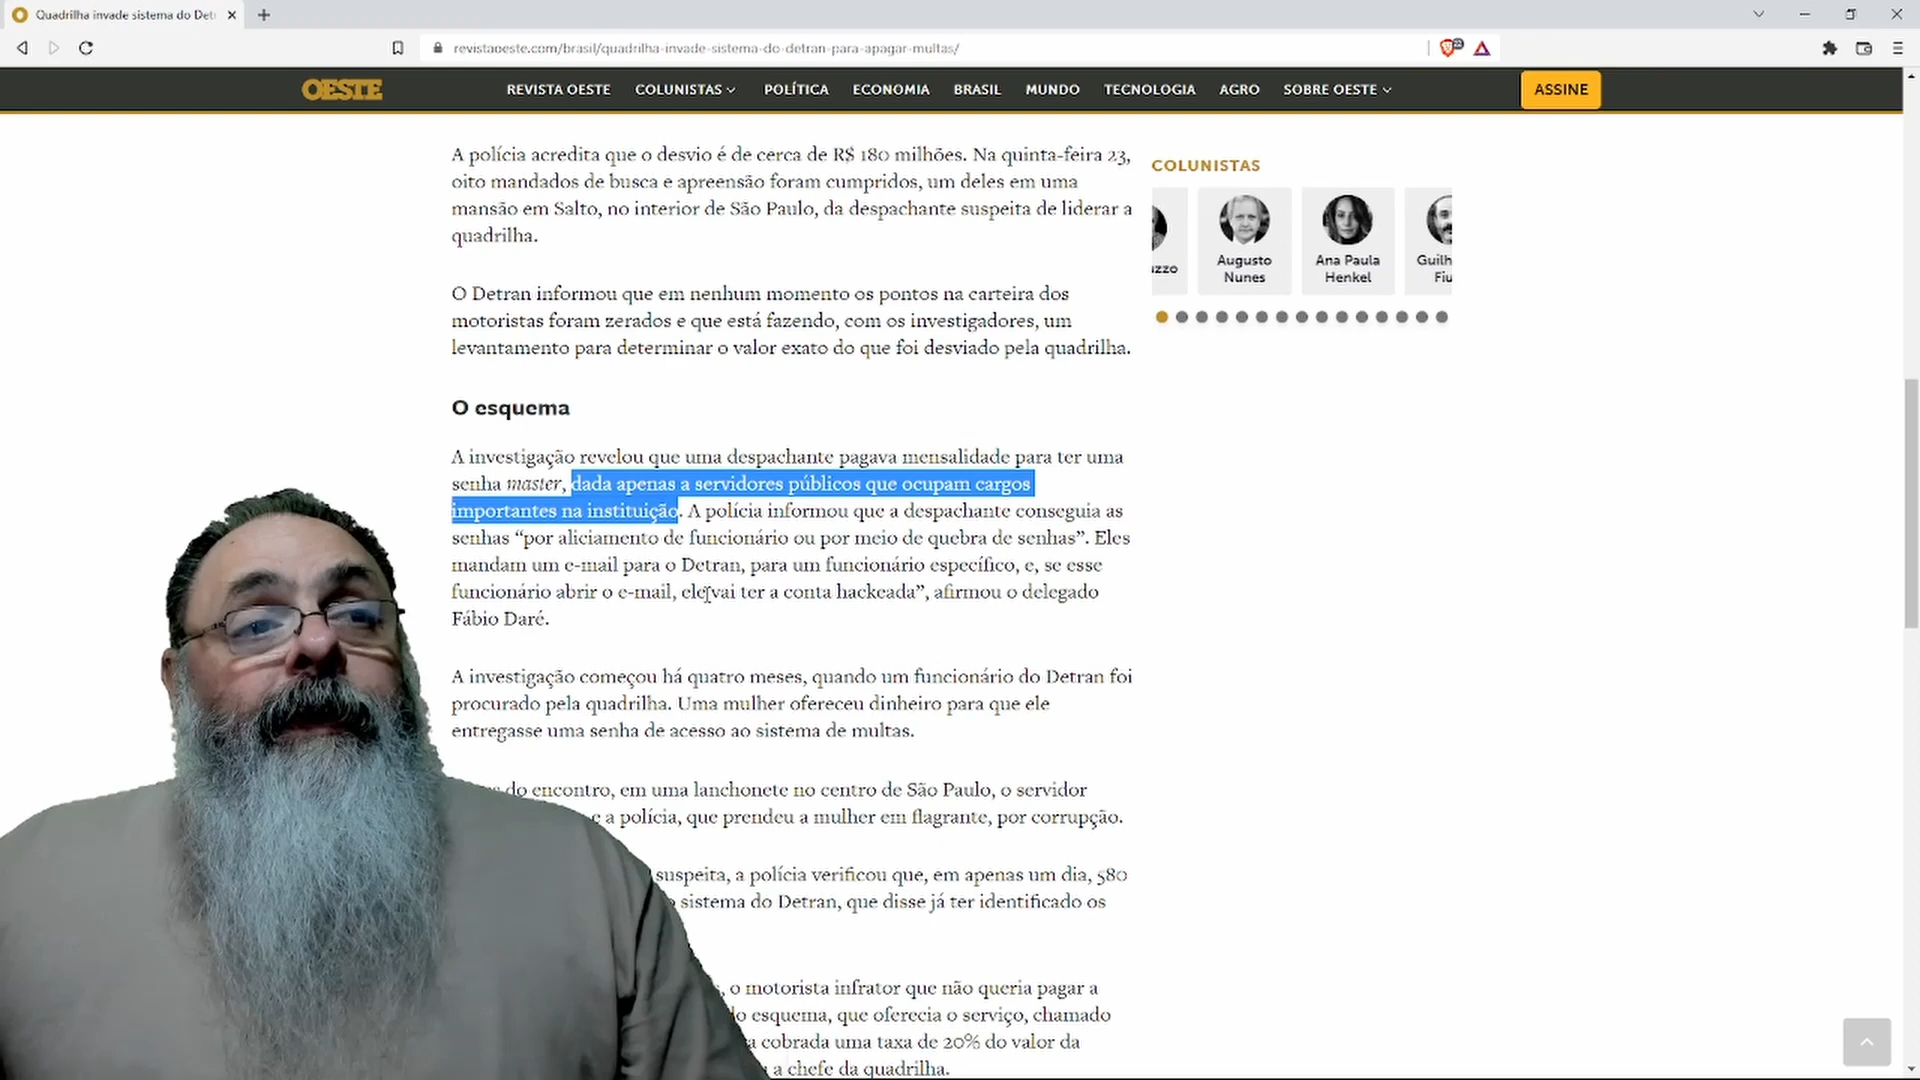 Quadrilha invade sistema do Det
revistaoeste.com/brasil/quadrilha-invade-sistema-do-detran-para-apagar-multas/
OESTE
REVISTA OESTE
COLUNISTAS
POLÍTICA
ECONOMIA
BRASIL
MUNDO
TECNOLOGIA
AGRO
SOBRE OESTE
ASSINE
A polícia acredita que o desvio é de cerca de R$ 180 milhões. Na quinta-feira 23,
oito mandados de busca e apreensão foram cumpridos, um deles em uma
mansão em Salto, no interior de São Paulo, da despachante suspeita de liderar a
quadrilha.
O Detran informou que em nenhum momento os pontos na carteira dos
motoristas foram zerados e que está fazendo, com os investigadores, um
levantamento para determinar o valor exato do que foi desviado pela quadrilha.
O esquema
A investigação revelou que uma despachante pagava mensalidade para ter uma
senha master, dada apenas a servidores públicos que ocupam cargos
importantes na instituição. A polícia informou que a despachante conseguia as
senhas “por aliciamento de funcionário ou por meio de quebra de senhas”. Eles
mandam um e-mail para o Detran, para um funcionário específico, e, se esse
funcionário abrir o e-mail, ele vai ter a conta hackeada”, afirmou o delegado
Fábio Daré.
A investigação começou há quatro meses, quando um funcionário do Detran foi
procurado pela quadrilha. Uma mulher ofereceu dinheiro para que ele
entregasse uma senha de acesso ao sistema de multas.
do encontro, em uma lanchonete no centro de São Paulo, o servidor
e a polícia, que prendeu a mulher em flagrante, por corrupção.
suspeita, a polícia verificou que, em apenas um dia, 580
sistema do Detran, que disse já ter identificado os
, o motorista infrator que não queria pagar a
esquema, que oferecia o serviço, chamado
a cobrada uma taxa de 20% do valor da
a chefe da quadrilha.
COLUNISTAS
uzzo
Augusto
Nunes
Ana Paula
Henkel
Guilh
Fiu